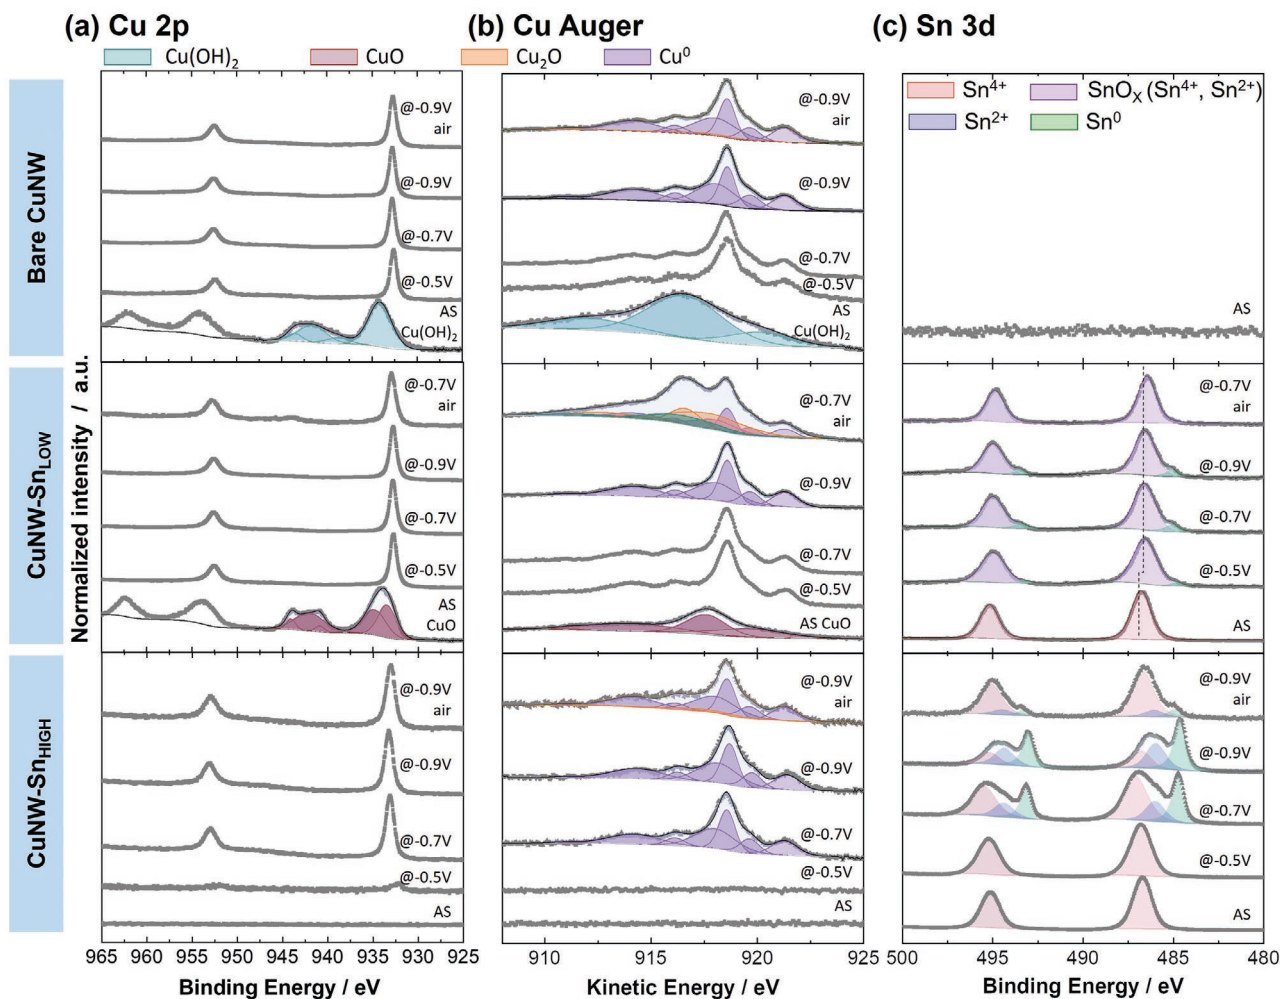 (a) Cu 2p
(b) Cu Auger
(c) Sn 3d
Cu(OH)₂
CuO
Cu₂O
Cu⁰
Bare CuNW
CuNW-Sn_LOW
CuNW-Sn_HIGH
Normalized intensity / a.u.
@-0.9V
air
@-0.9V
@-0.7V
@-0.5V
AS
Cu(OH)₂
@-0.7V
air
@-0.9V
@-0.7V
@-0.5V
AS
CuO
@-0.9V
air
@-0.9V
@-0.7V
@-0.5V
AS
965 960 955 950 945 940 935 930 925
Binding Energy / eV
@-0.9V
air
@-0.9V
@-0.7V
@-0.5V
AS
Cu(OH)₂
@-0.7V
air
@-0.9V
@-0.7V
@-0.5V
AS CuO
@-0.9V
air
@-0.9V
@-0.7V
@-0.5V
AS
910 915 920 925
Kinetic Energy / eV
Sn⁴⁺
SnOₓ (Sn⁴⁺, Sn²⁺)
Sn²⁺
Sn⁰
AS
@-0.7V
air
@-0.9V
@-0.7V
@-0.5V
AS
@-0.9V
air
@-0.9V
@-0.7V
@-0.5V
AS
500 495 490 485 480
Binding Energy / eV